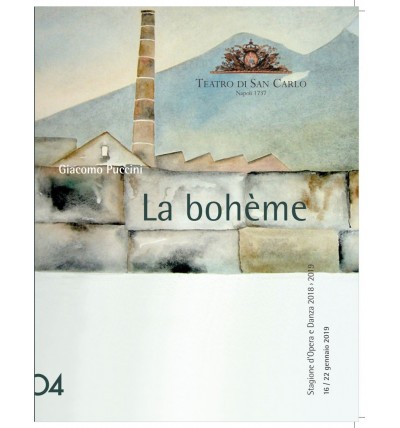 TEATRO DI SAN CARLO
Napoli 1737
Giacomo Puccini
La bohème
Stagione d'Opera e Danza 2018 › 2019
16 / 22 gennaio 2019
04